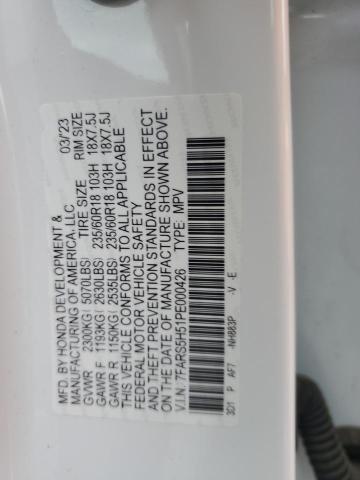 MFD. BY HONDA DEVELOPMENT & 03/'23
MANUFACTURING OF AMERICA, LLC
GVWR 2300KG( 5070LBS) TIRE SIZE RIM SIZE
GAWR F 1193KG( 2630LBS) 235/60R18 103H 18X7.5J
GAWR R 1150KG( 2535LBS) 235/60R18 103H 18X7.5J
THIS VEHICLE CONFORMS TO ALL APPLICABLE
FEDERAL MOTOR VEHICLE SAFETY
AND THEFT PREVENTION STANDARDS IN EFFECT
ON THE DATE OF MANUFACTURE SHOWN ABOVE.
V.I.N. 7FARS5H51PE000426 TYPE: MPV
3D1 P AF7 -NH883P -V -E